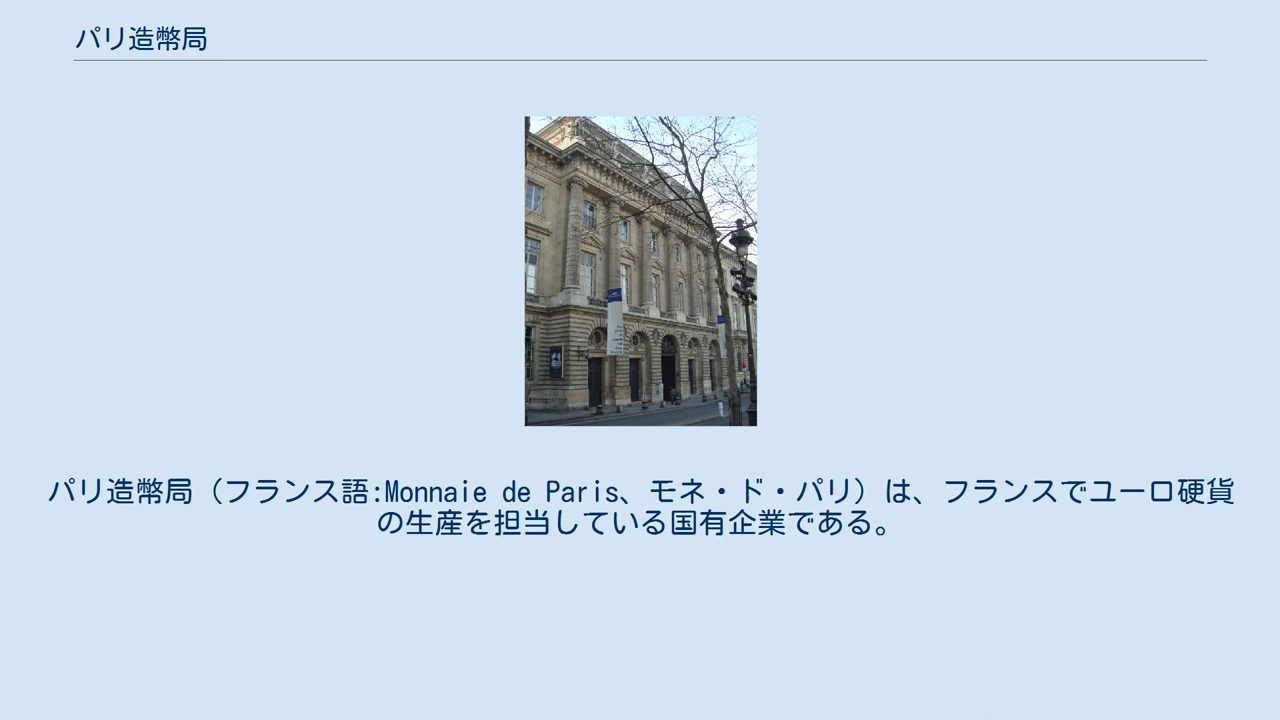 パリ造幣局
パリ造幣局（フランス語:Monnaie de Paris、モネ・ド・パリ）は、フランスでユーロ硬貨
の生産を担当している国有企業である。